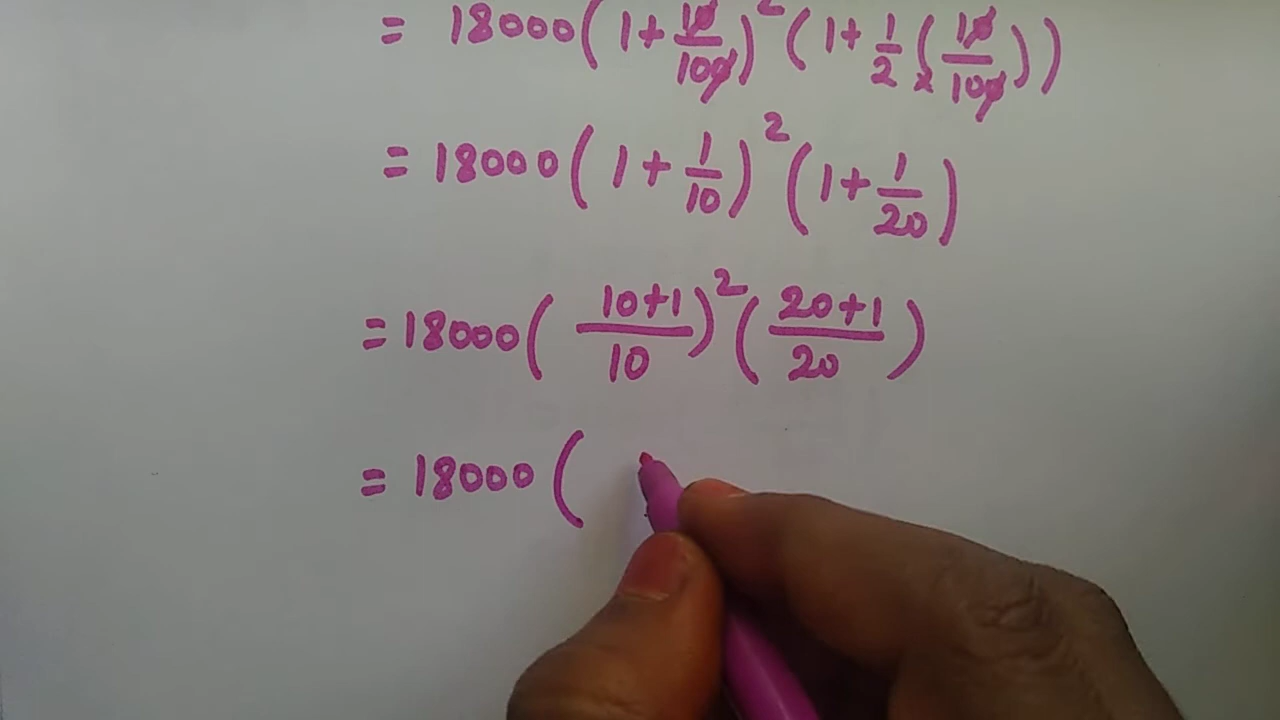 = 18000(1+10/100)²(1+1/2(10/100))
= 18000(1+1/10)²(1+1/20)
= 18000(10+1/10)²(20+1/20)
= 18000(